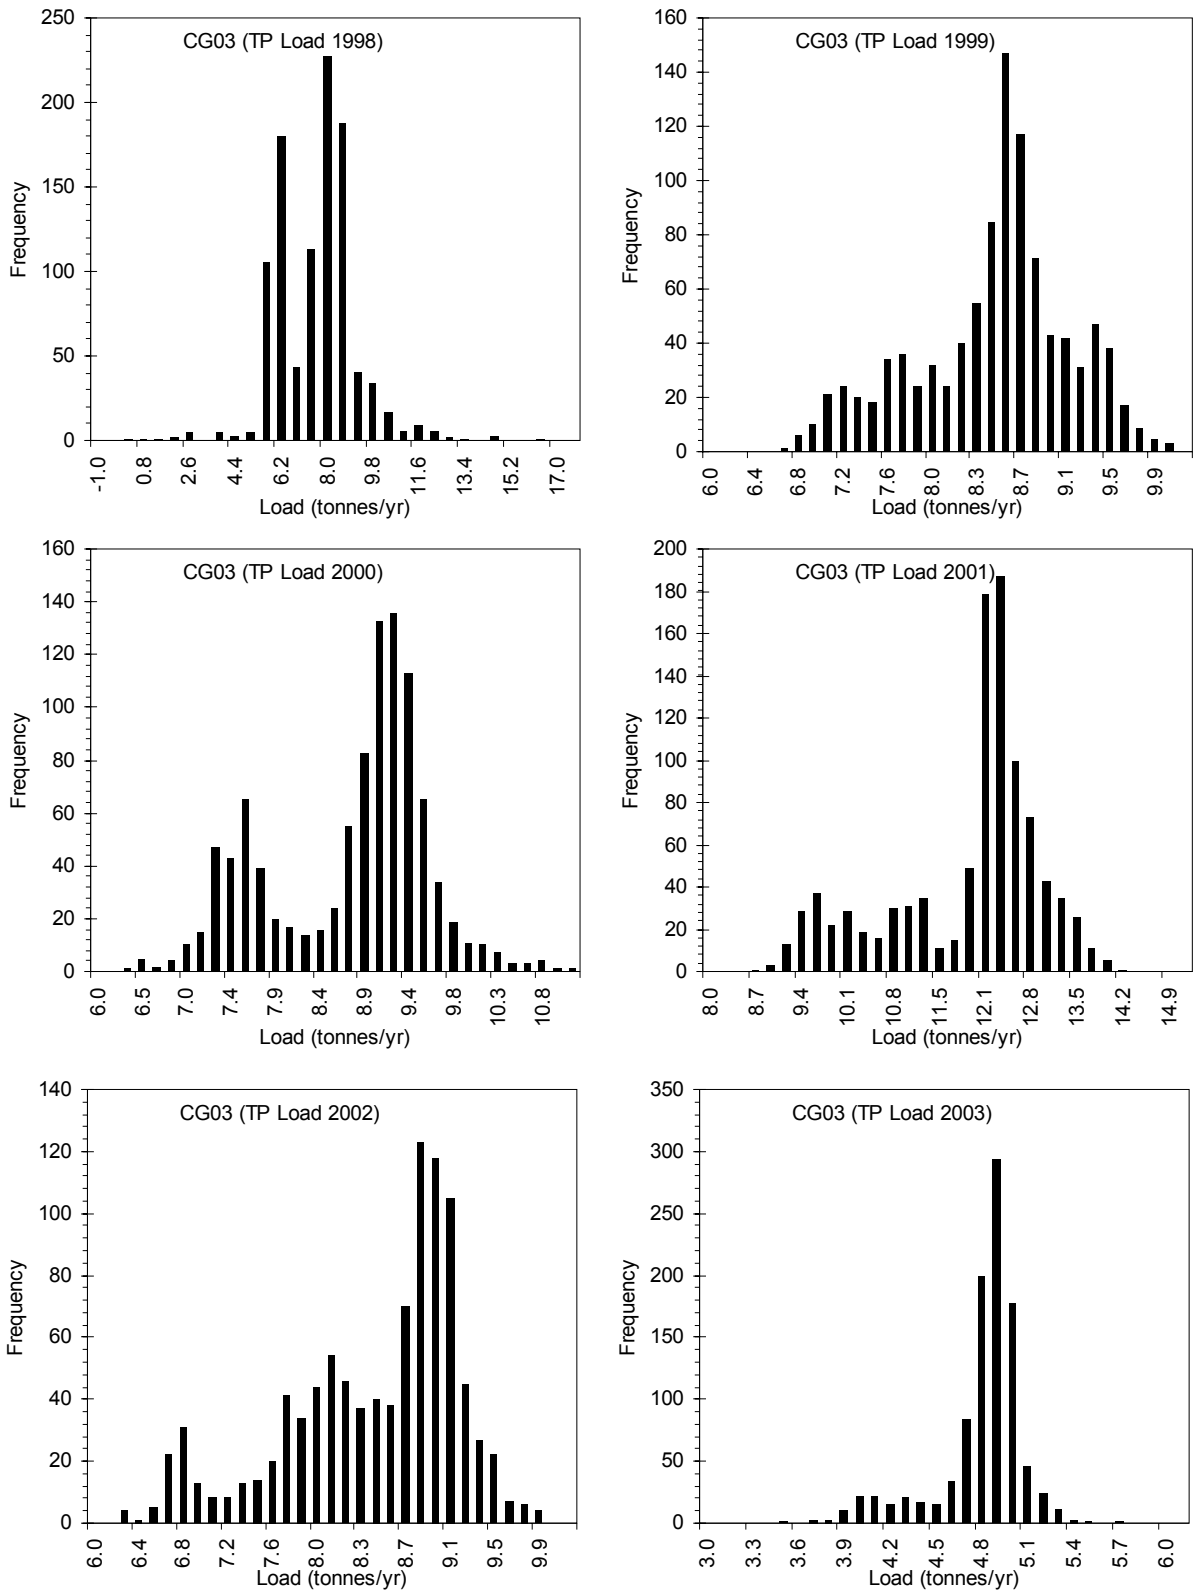 CG03 (TP Load 1998)
250
200
150
100
50
0
Frequency
-1.0 0.8 2.6 4.4 6.2 8.0 9.8 11.6 13.4 15.2 17.0
Load (tonnes/yr)
CG03 (TP Load 1999)
160
140
120
100
80
60
40
20
0
Frequency
6.0 6.4 6.8 7.2 7.6 8.0 8.3 8.7 9.1 9.5 9.9
Load (tonnes/yr)
CG03 (TP Load 2000)
160
140
120
100
80
60
40
20
0
Frequency
6.0 6.5 7.0 7.4 7.9 8.4 8.9 9.4 9.8 10.3 10.8
Load (tonnes/yr)
CG03 (TP Load 2001)
200
180
160
140
120
100
80
60
40
20
0
Frequency
8.0 8.7 9.4 10.1 10.8 11.5 12.1 12.8 13.5 14.2 14.9
Load (tonnes/yr)
CG03 (TP Load 2002)
140
120
100
80
60
40
20
0
Frequency
6.0 6.4 6.8 7.2 7.6 8.0 8.3 8.7 9.1 9.5 9.9
Load (tonnes/yr)
CG03 (TP Load 2003)
350
300
250
200
150
100
50
0
Frequency
3.0 3.3 3.6 3.9 4.2 4.5 4.8 5.1 5.4 5.7 6.0
Load (tonnes/yr)